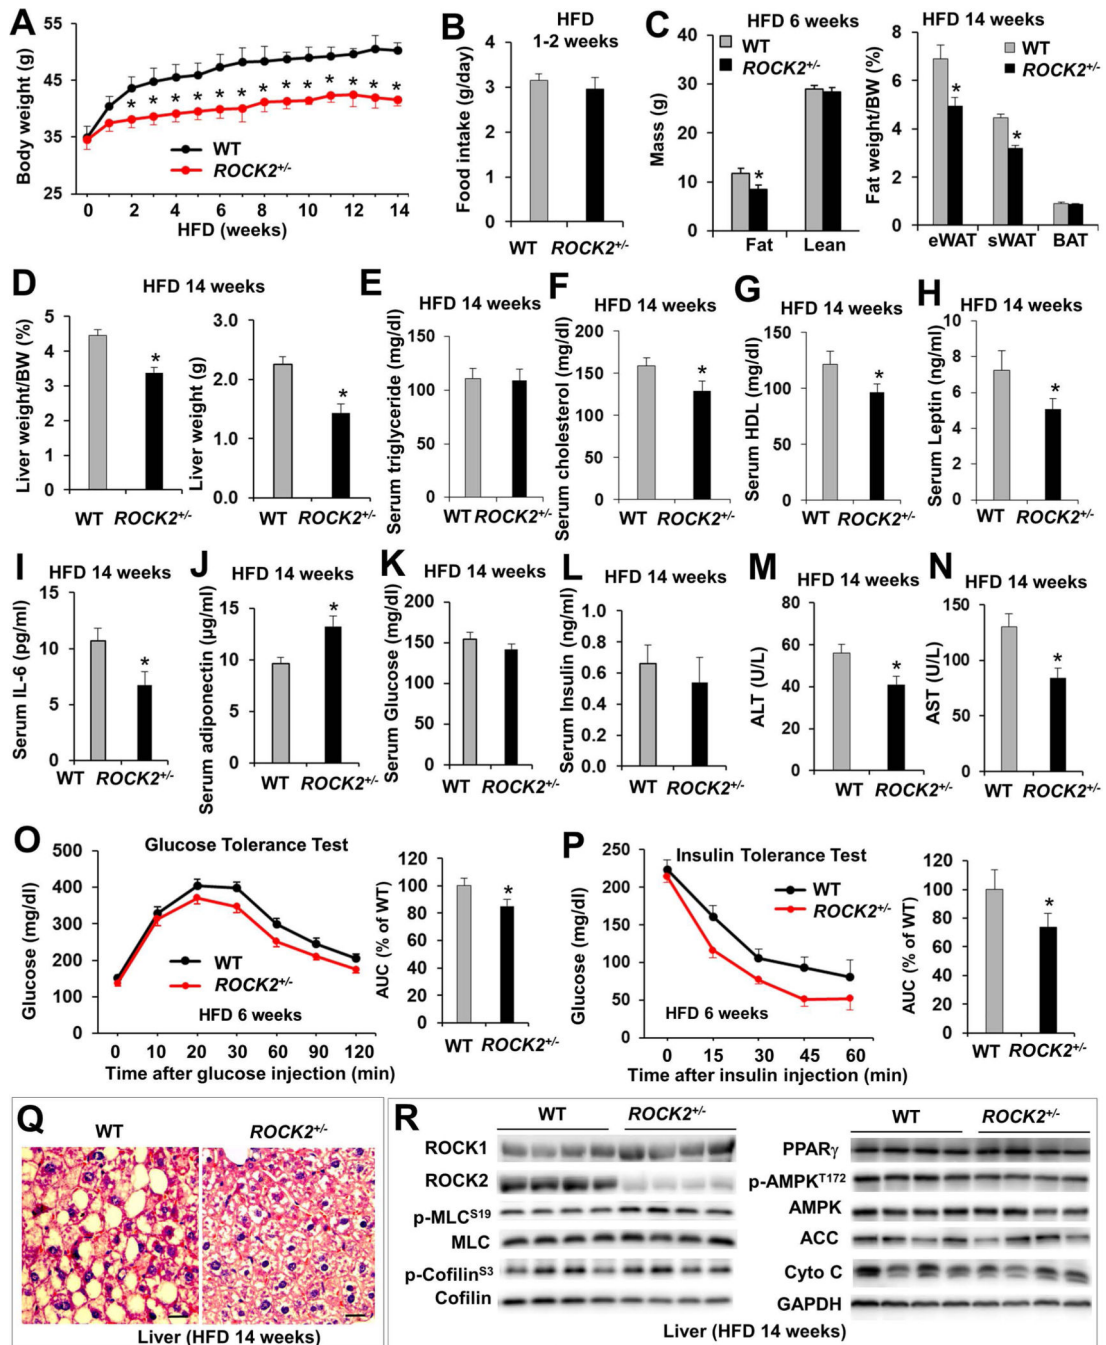 A
Body weight (g)
55
45
35
25
WT
ROCK2+/-
* * * * * * * * * * * * *
0 2 4 6 8 10 12 14
HFD (weeks)
B
HFD
1-2 weeks
Food intake (g/day)
4
3
2
1
0
WT ROCK2+/-
C
HFD 6 weeks
WT
ROCK2+/-
Mass (g)
40
30
20
10
0
*
Fat Lean
HFD 14 weeks
WT
ROCK2+/-
Fat weight/BW (%)
8
6
4
2
0
*
*
eWAT sWAT BAT
D
HFD 14 weeks
Liver weight/BW (%)
5
4
3
2
1
0
*
WT ROCK2+/-
Liver weight (g)
3.0
2.0
1.0
0.0
*
WT ROCK2+/-
E
HFD 14 weeks
Serum triglyceride (mg/dl)
150
100
50
0
WT ROCK2+/-
F
HFD 14 weeks
Serum cholesterol (mg/dl)
200
150
100
50
0
*
WT ROCK2+/-
G
HFD 14 weeks
Serum HDL (mg/dl)
150
100
50
0
*
WT ROCK2+/-
H
HFD 14 weeks
Serum Leptin (ng/ml)
10
8
6
4
2
0
*
WT ROCK2+/-
I
HFD 14 weeks
Serum IL-6 (pg/ml)
15
10
5
0
*
WT ROCK2+/-
J
HFD 14 weeks
Serum adiponectin (μg/ml)
15
10
5
0
*
WT ROCK2+/-
K
HFD 14 weeks
Serum Glucose (mg/dl)
200
150
100
50
0
WT ROCK2+/-
L
HFD 14 weeks
Serum Insulin (ng/ml)
1.0
0.8
0.6
0.4
0.2
0.0
WT ROCK2+/-
M
HFD 14 weeks
ALT (U/L)
80
60
40
20
0
*
WT ROCK2+/-
N
HFD 14 weeks
AST (U/L)
150
100
50
0
*
WT ROCK2+/-
O
Glucose Tolerance Test
Glucose (mg/dl)
500
400
300
200
100
0
WT
ROCK2+/-
HFD 6 weeks
0 10 20 30 60 90 120
Time after glucose injection (min)
AUC (% of WT)
120
100
80
60
40
20
0
*
WT ROCK2+/-
P
Insulin Tolerance Test
Glucose (mg/dl)
250
200
150
100
50
0
WT
ROCK2+/-
HFD 6 weeks
0 15 30 45 60
Time after insulin injection (min)
AUC (% of WT)
120
100
80
60
40
20
0
*
WT ROCK2+/-
Q
WT ROCK2+/-
Liver (HFD 14 weeks)
R
WT ROCK2+/-
ROCK1
ROCK2
p-MLCS19
MLC
p-CofilinS3
Cofilin
WT ROCK2+/-
PPARγ
p-AMPKT172
AMPK
ACC
Cyto C
GAPDH
Liver (HFD 14 weeks)